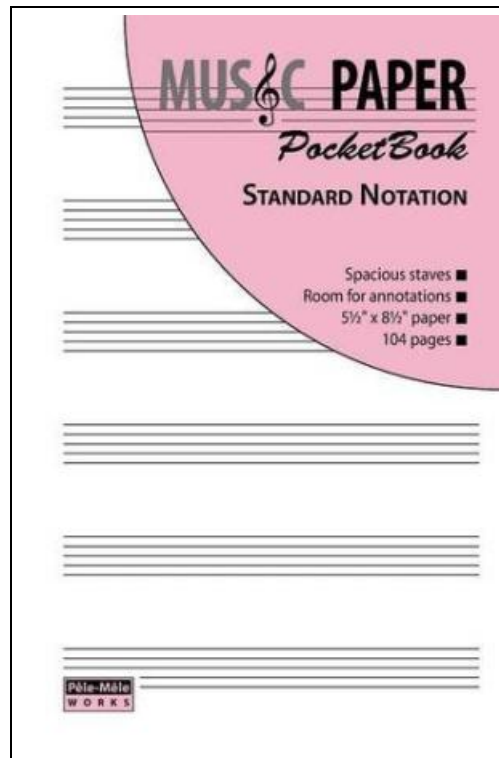 MUSIC PAPER
PocketBook
STANDARD NOTATION
Spacious staves ■
Room for annotations ■
5½" x 8½" paper ■
104 pages ■
Pêle-Mêle
WORKS